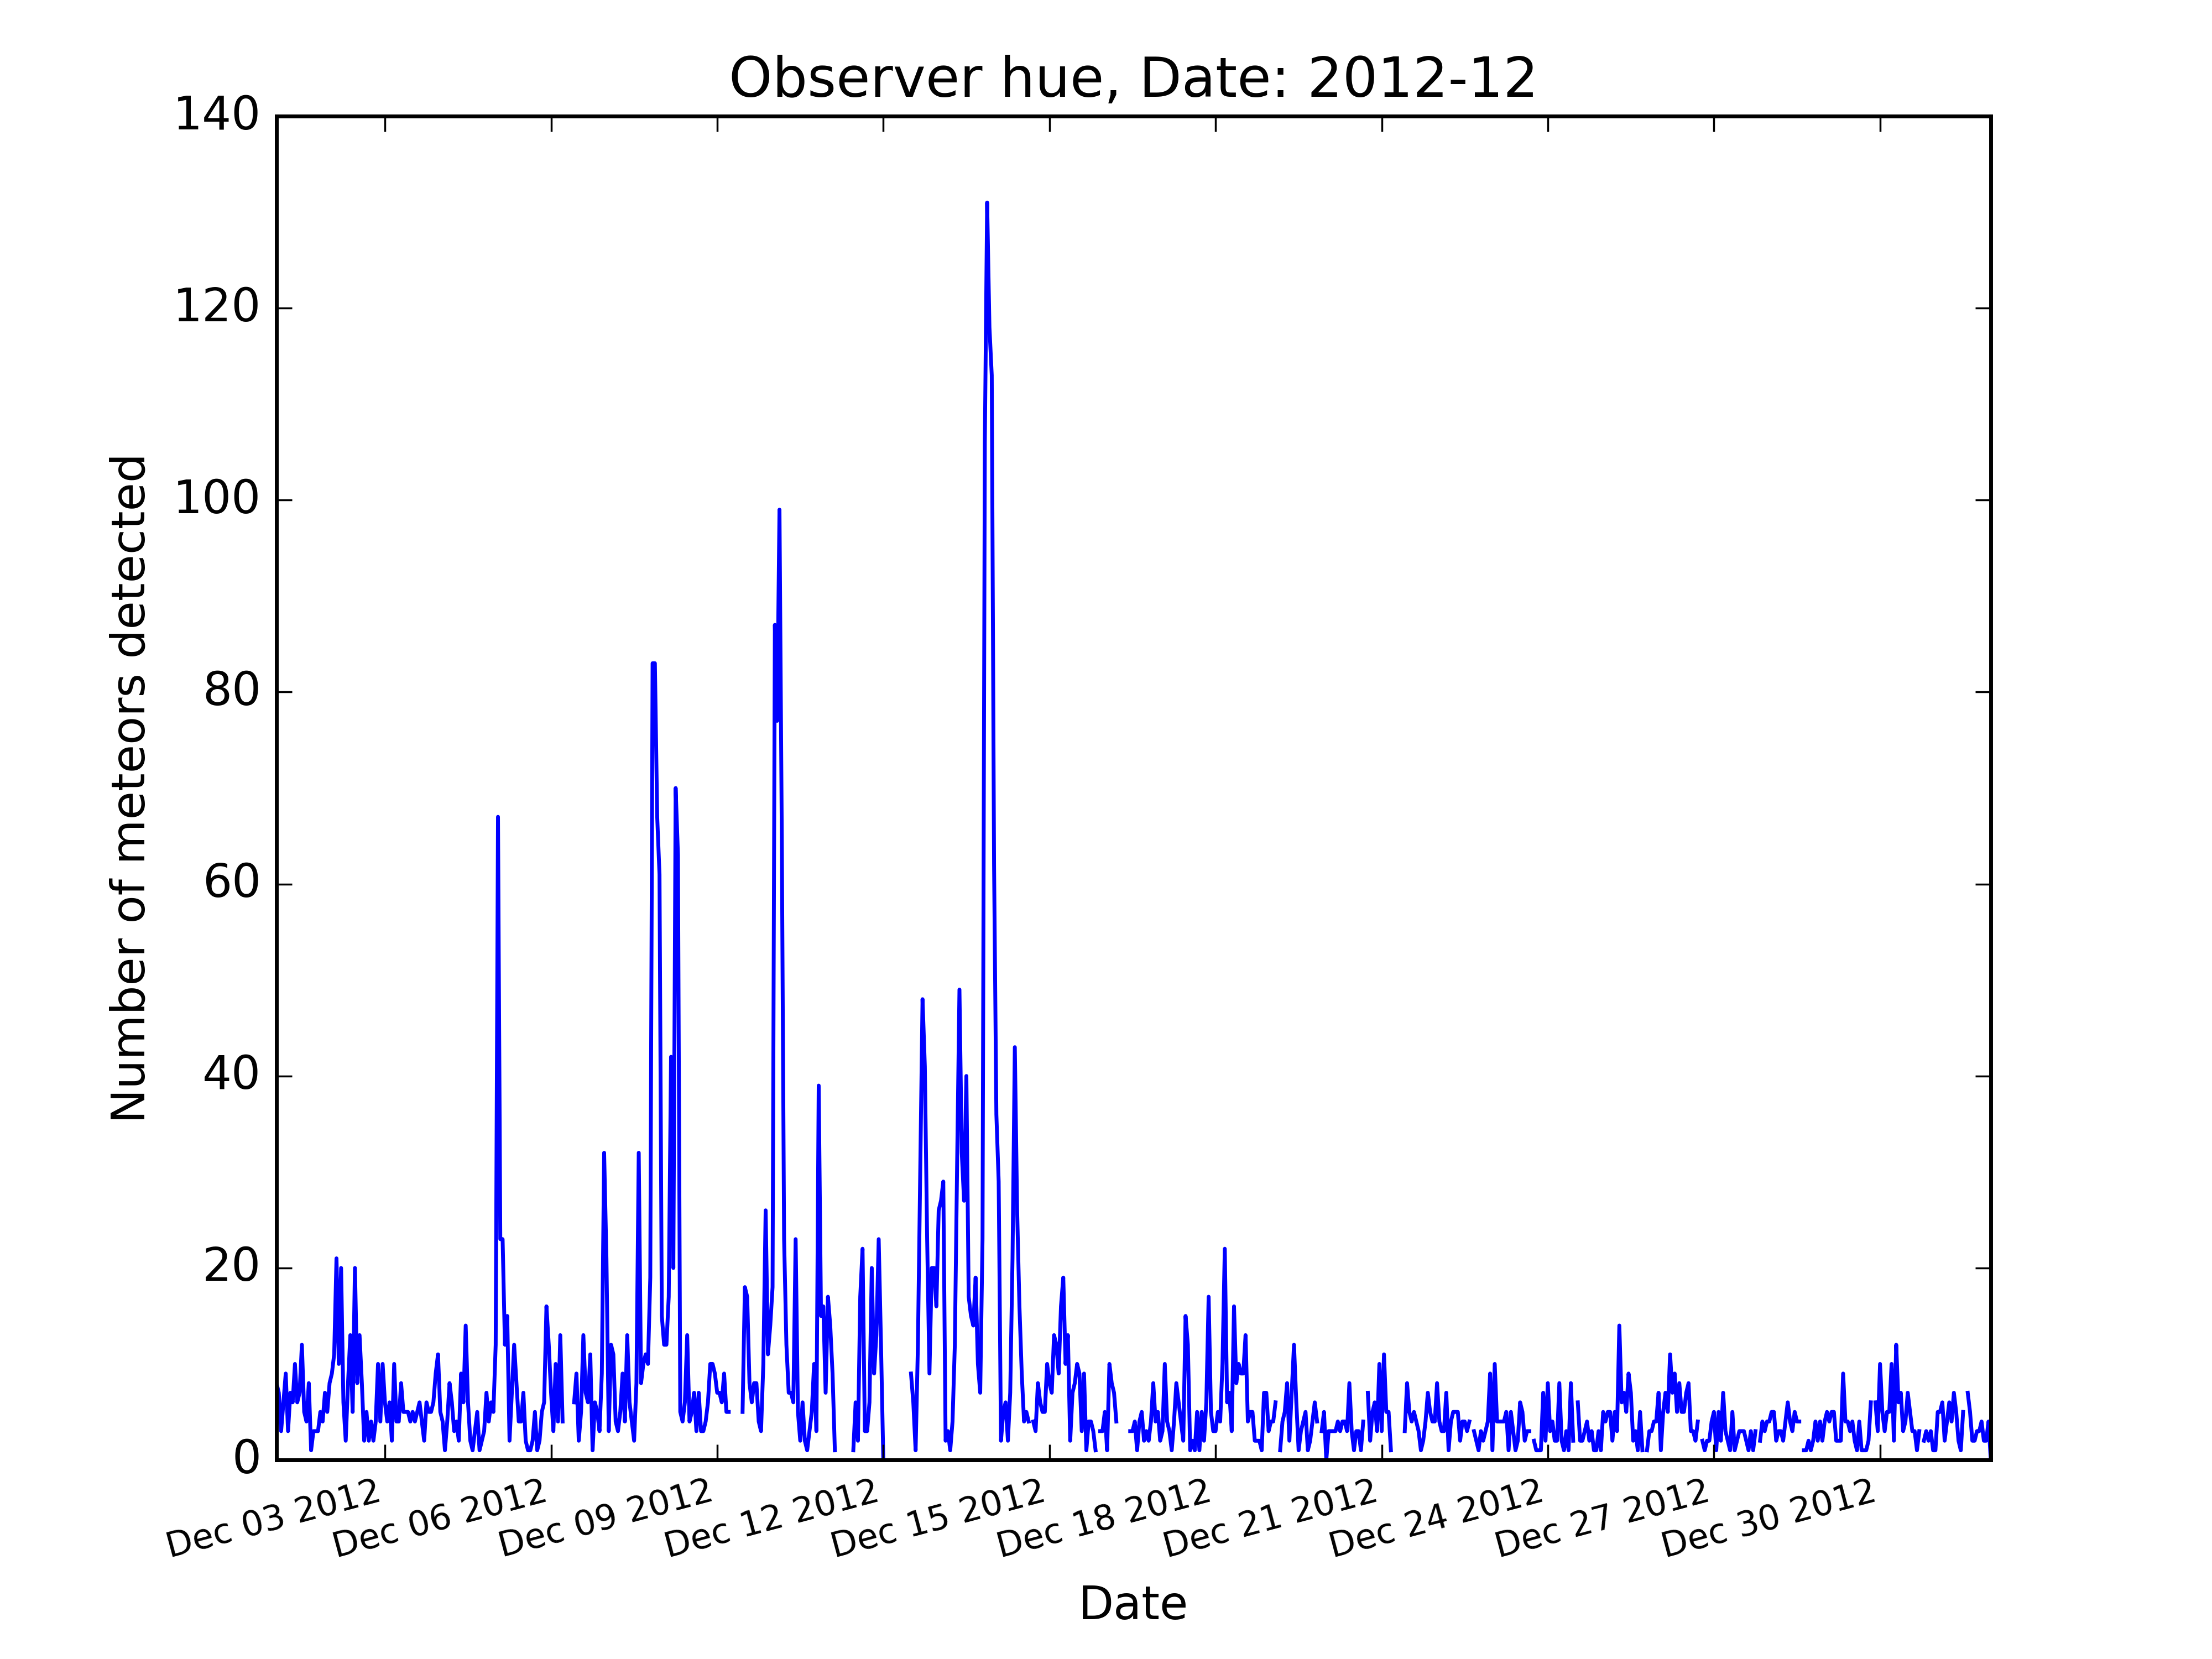 Observer hue, Date: 2012-12
140
120
100
80
60
40
20
0
Number of meteors detected
Dec 03 2012
Dec 06 2012
Dec 09 2012
Dec 12 2012
Dec 15 2012
Dec 18 2012
Dec 21 2012
Dec 24 2012
Dec 27 2012
Dec 30 2012
Date